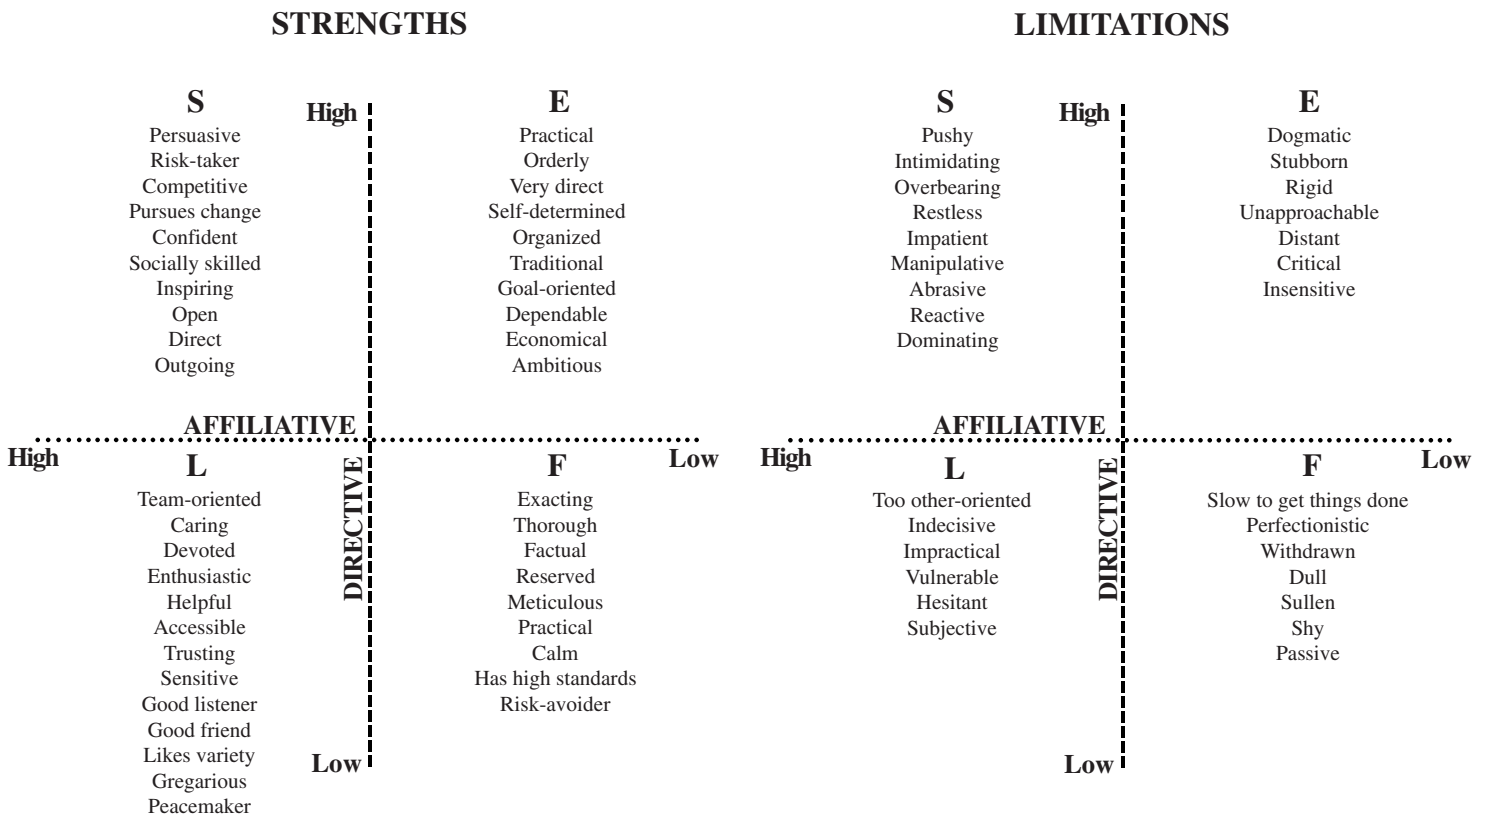 STRENGTHS
S
High
E
Persuasive
Risk-taker
Competitive
Pursues change
Confident
Socially skilled
Inspiring
Open
Direct
Outgoing
Practical
Orderly
Very direct
Self-determined
Organized
Traditional
Goal-oriented
Dependable
Economical
Ambitious
AFFILIATIVE
High
Low
DIRECTIVE
L
Team-oriented
Caring
Devoted
Enthusiastic
Helpful
Accessible
Trusting
Sensitive
Good listener
Good friend
Likes variety
Gregarious
Peacemaker
F
Exacting
Thorough
Factual
Reserved
Meticulous
Practical
Calm
Has high standards
Risk-avoider
Low
LIMITATIONS
S
High
E
Pushy
Intimidating
Overbearing
Restless
Impatient
Manipulative
Abrasive
Reactive
Dominating
Dogmatic
Stubborn
Rigid
Unapproachable
Distant
Critical
Insensitive
AFFILIATIVE
High
Low
DIRECTIVE
L
Too other-oriented
Indecisive
Impractical
Vulnerable
Hesitant
Subjective
F
Slow to get things done
Perfectionistic
Withdrawn
Dull
Sullen
Shy
Passive
Low